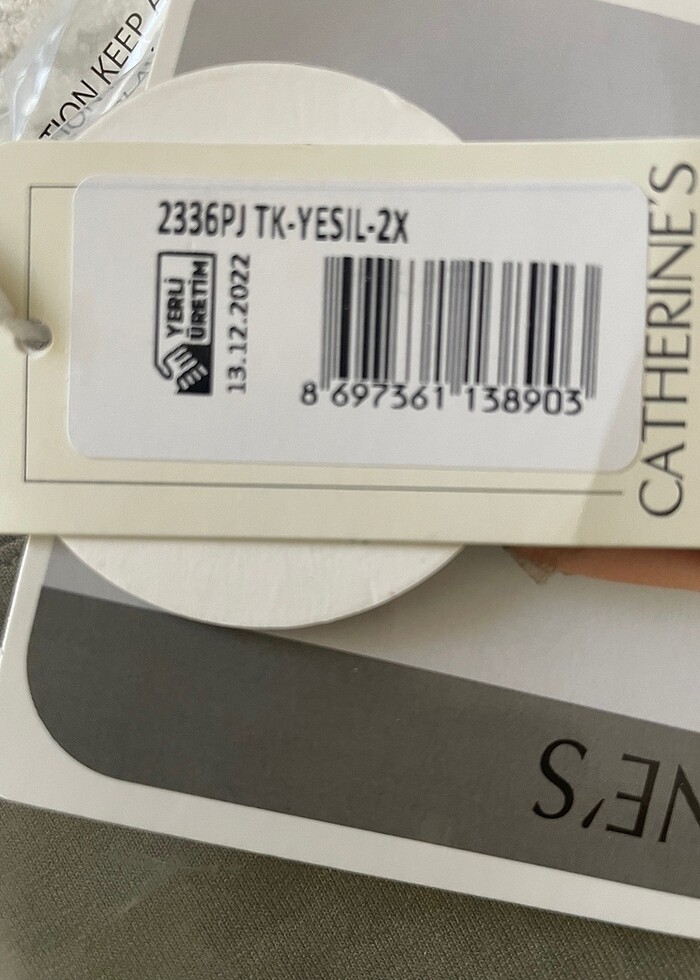 TION KEEP A
2336PJ TK-YESIL-2X
YERLİ
ÜRETİM
13.12.2022
8 697361 138903
CATHERINE'S
NE'S